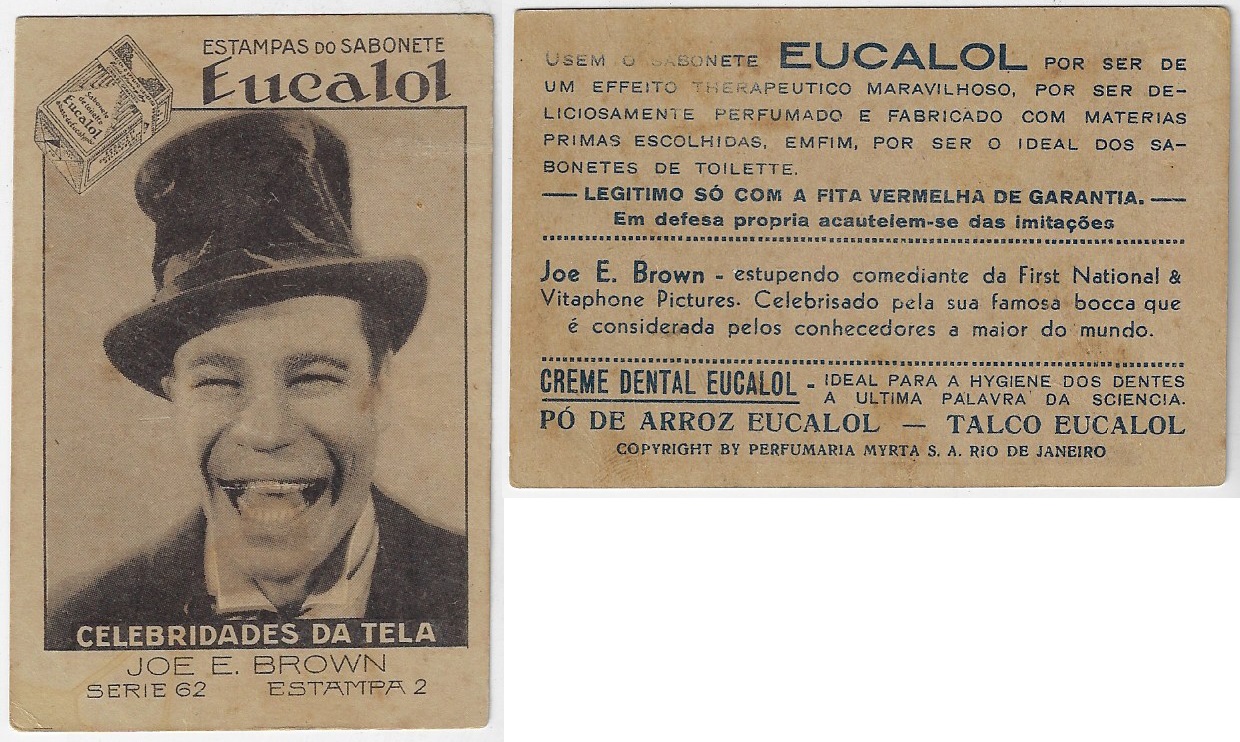 ESTAMPAS DO SABONETE
Eucalol
Sabonete
de toilette
Eucalol
CELEBRIDADES DA TELA
JOE E. BROWN
SERIE 62 ESTAMPA 2
USEM O SABONETE EUCALOL POR SER DE
UM EFFEITO THERAPEUTICO MARAVILHOSO, POR SER DE-
LICIOSAMENTE PERFUMADO E FABRICADO COM MATERIAS
PRIMAS ESCOLHIDAS, EMFIM, POR SER O IDEAL DOS SA-
BONETES DE TOILETTE.
— LEGITIMO SÓ COM A FITA VERMELHA DE GARANTIA. —
Em defesa propria acautelem-se das imitações
Joe E. Brown - estupendo comediante da First National &
Vitaphone Pictures. Celebrisado pela sua famosa bocca que
é considerada pelos conhecedores a maior do mundo.
CREME DENTAL EUCALOL - IDEAL PARA A HYGIENE DOS DENTES
A ULTIMA PALAVRA DA SCIENCIA.
PÓ DE ARROZ EUCALOL — TALCO EUCALOL
COPYRIGHT BY PERFUMARIA MYRTA S. A. RIO DE JANEIRO